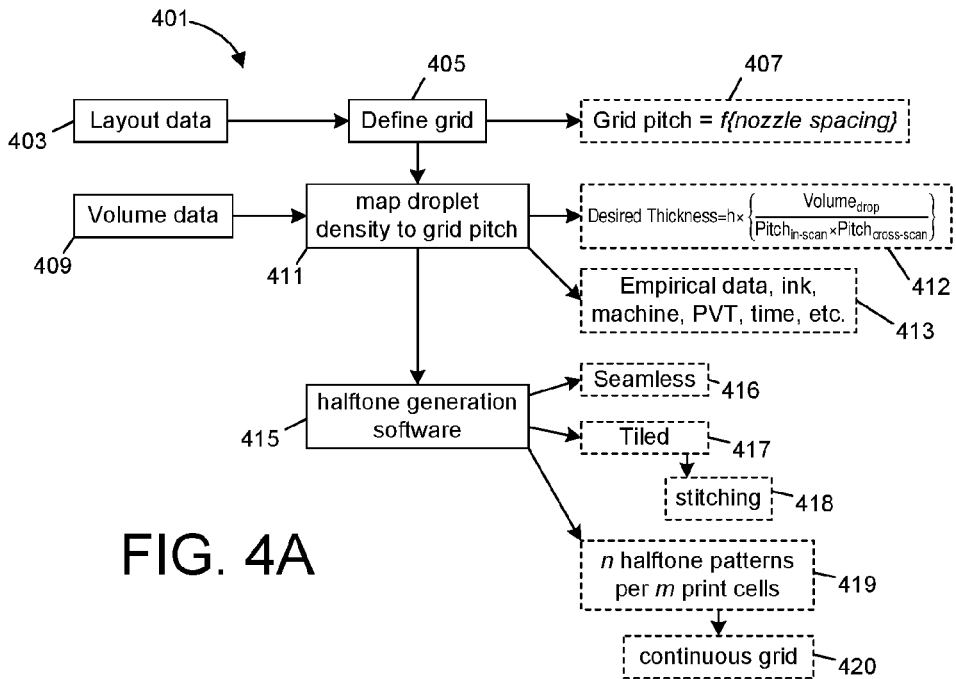 401
405
407
Layout data
Define grid
Grid pitch = f{nozzle spacing}
403
Volume data
map droplet
density to grid pitch
Desired Thickness=h×{Volume_drop / Pitch_in-scan×Pitch_cross-scan}
409
411
412
Empirical data, ink,
machine, PVT, time, etc.
413
Seamless
416
halftone generation
software
415
Tiled
417
stitching
418
FIG. 4A
n halftone patterns
per m print cells
419
continuous grid
420